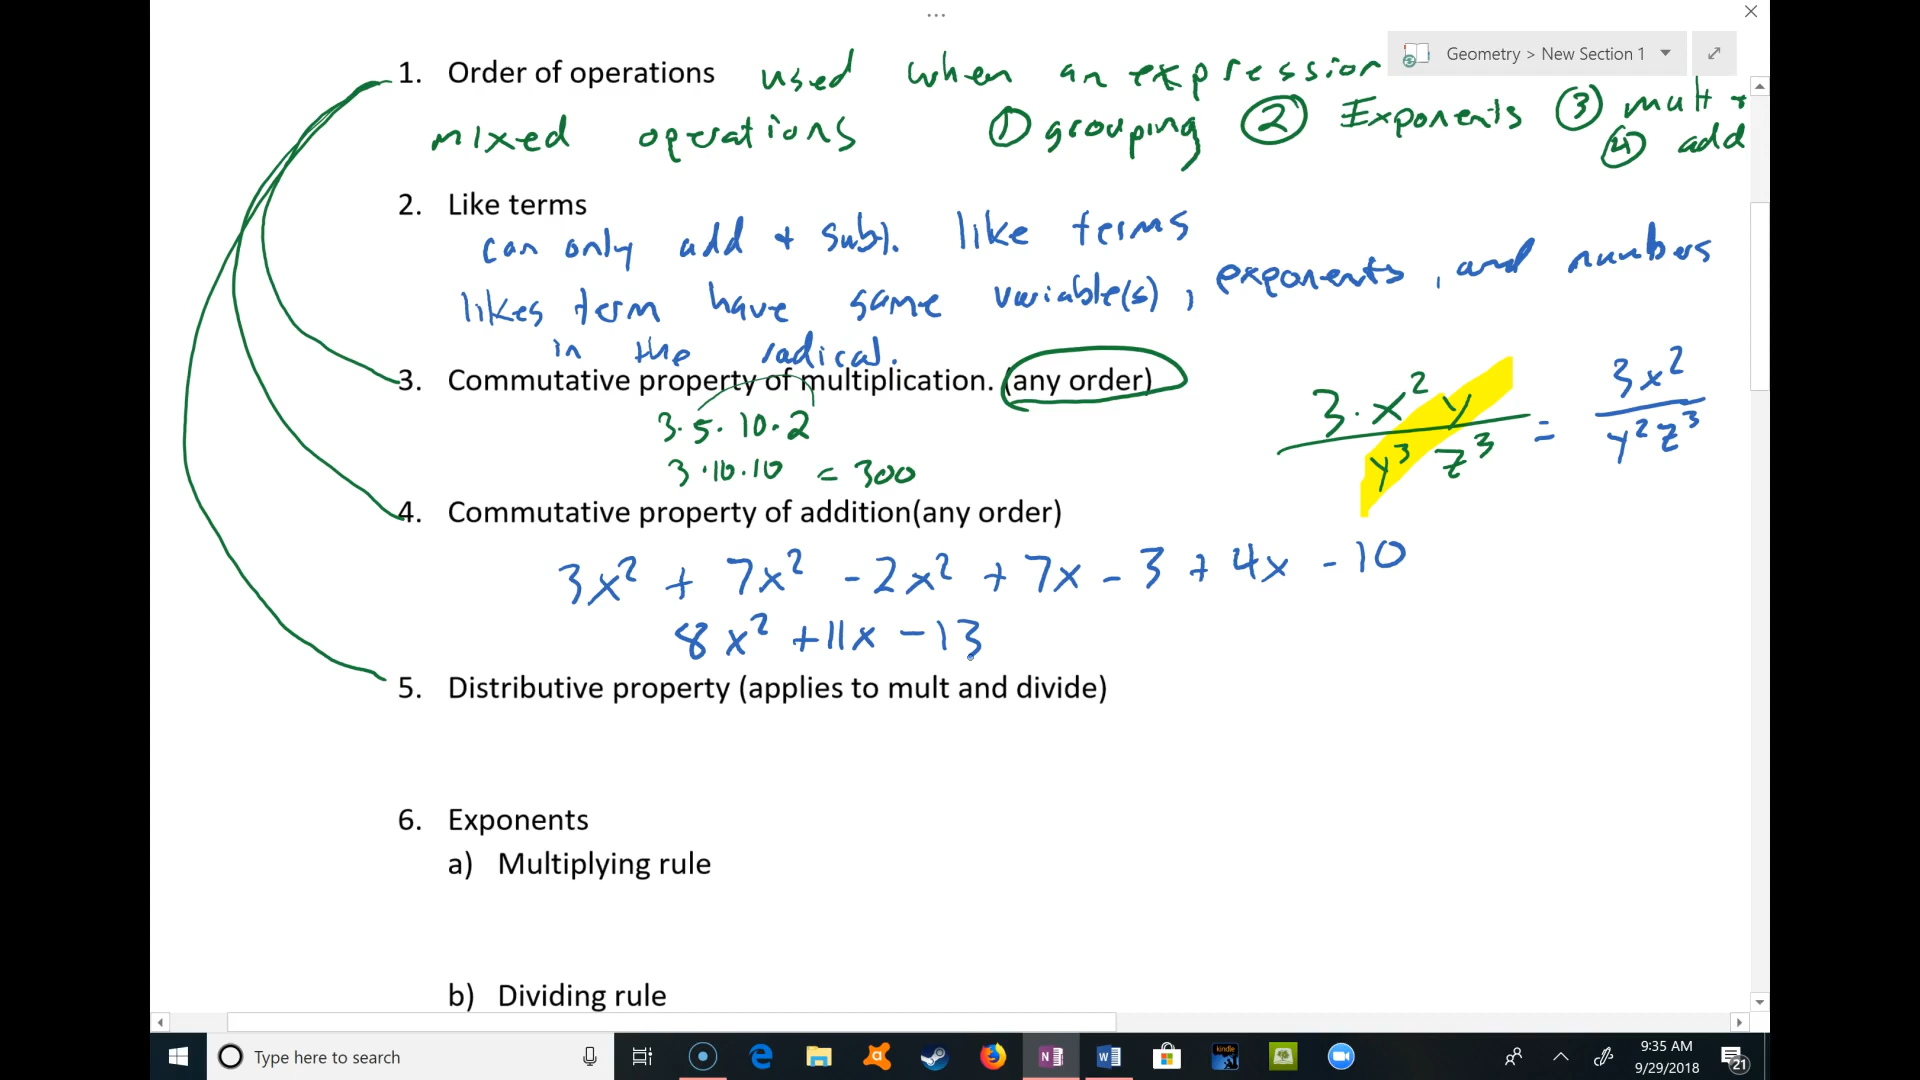 ...
Geometry > New Section 1
1. Order of operations used when an expression
mixed operations ① grouping ② Exponents ③ mult +
④ add
2. Like terms
can only add + subt. like terms
likes term have same variable(s), exponents, and numbers
in the radical.
3. Commutative property of multiplication. (any order)
3·5·10·2
3·10·10 = 300
3·x²y / y³z³ = 3x² / y²z³
4. Commutative property of addition(any order)
3x² + 7x² - 2x² + 7x - 3 + 4x - 10
8x² + 11x - 13
5. Distributive property (applies to mult and divide)
6. Exponents
a) Multiplying rule
b) Dividing rule
Type here to search
kindle
9:35 AM
9/29/2018
21